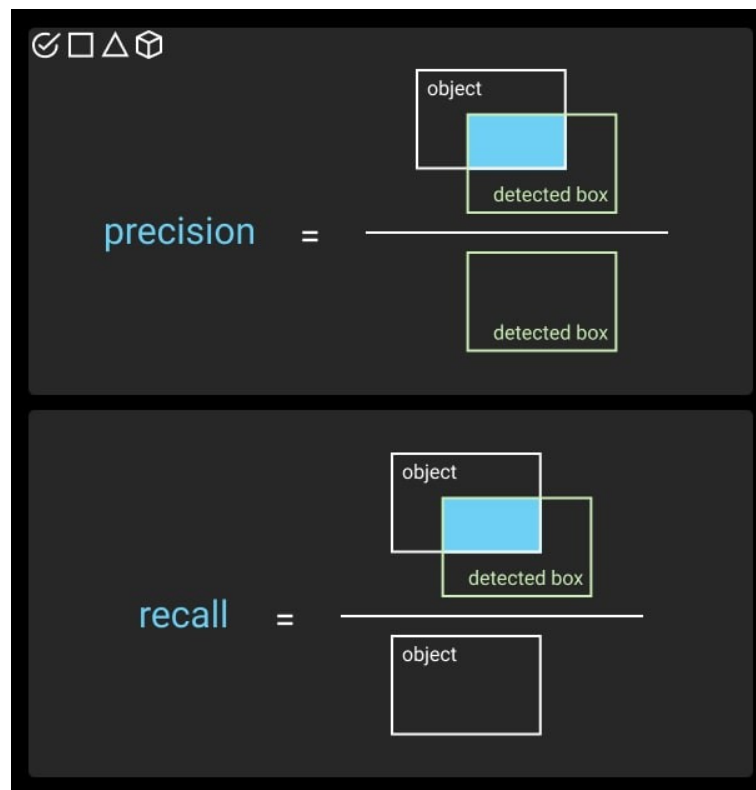 object
detected box
precision =
detected box
object
detected box
recall =
object